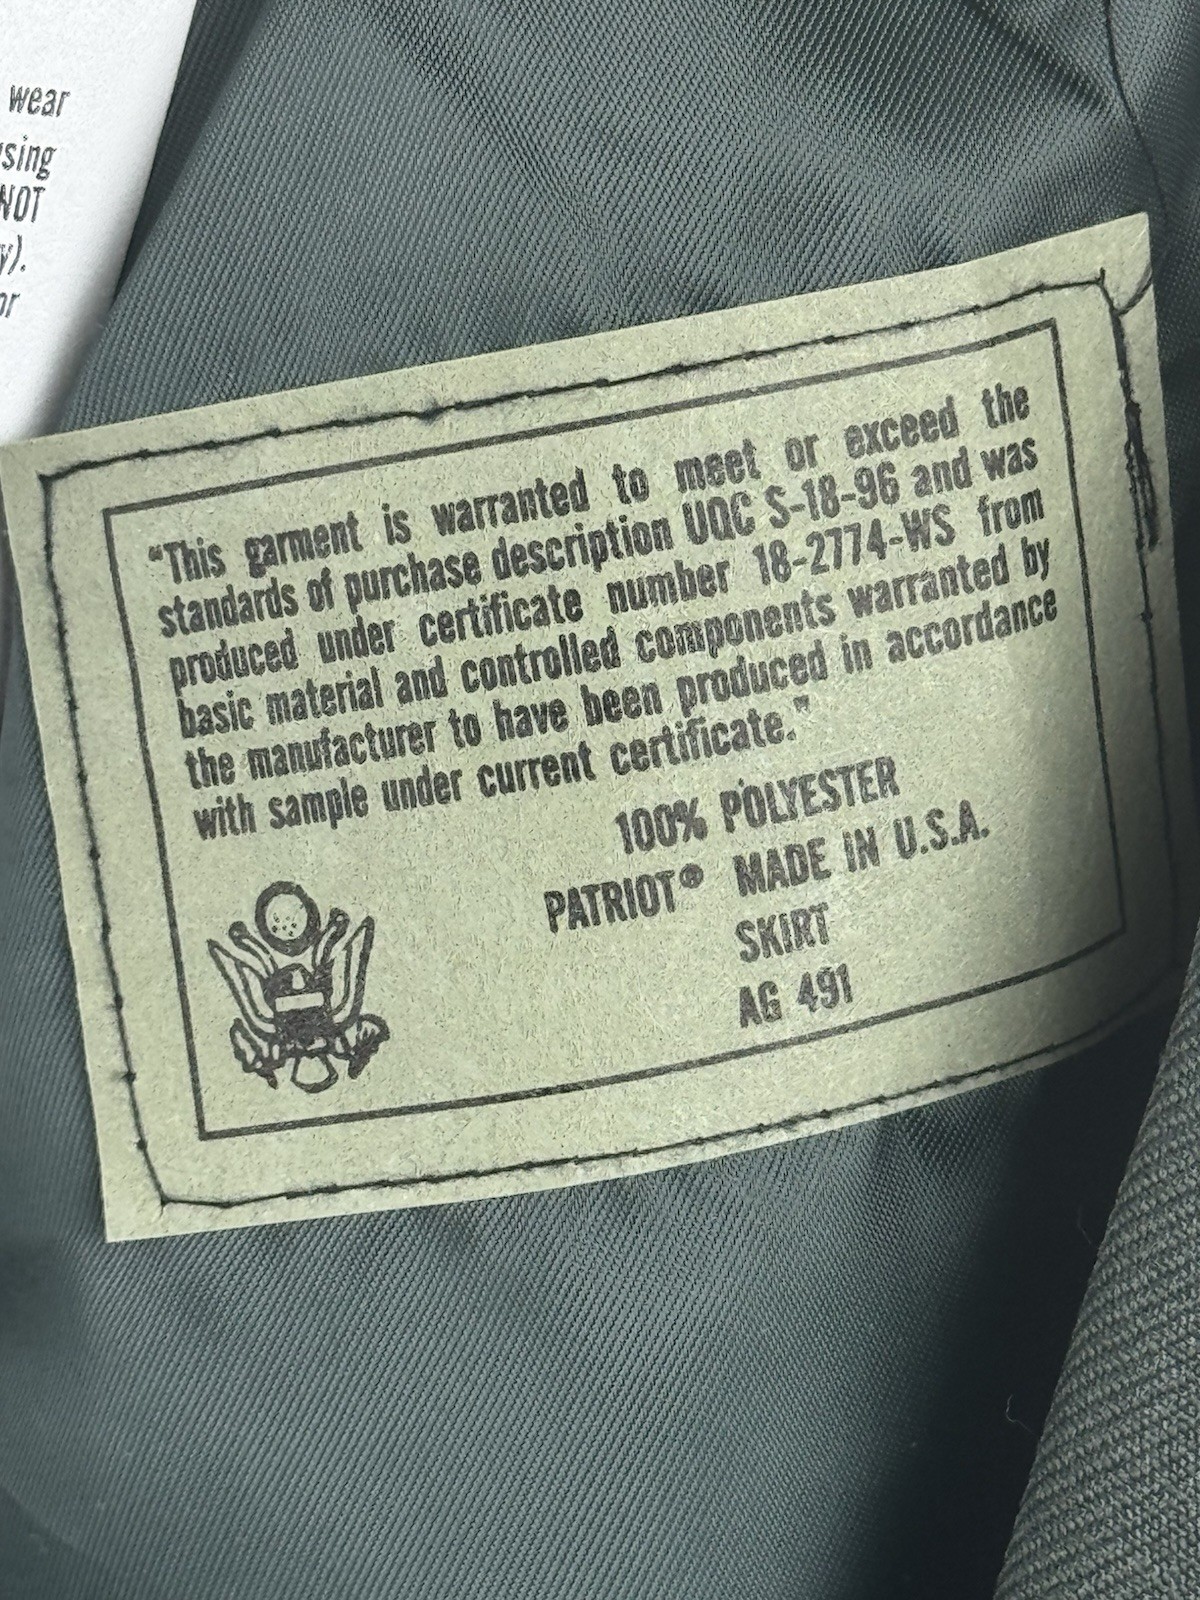 wear
NOT
"This garment is warranted to meet or exceed the
standards of purchase description UQC S-18-96 and was
produced under certificate number 18-2774-WS from
basic material and controlled components warranted by
the manufacturer to have been produced in accordance
with sample under current certificate."
100% POLYESTER
PATRIOT® MADE IN U.S.A.
SKIRT
AG 491